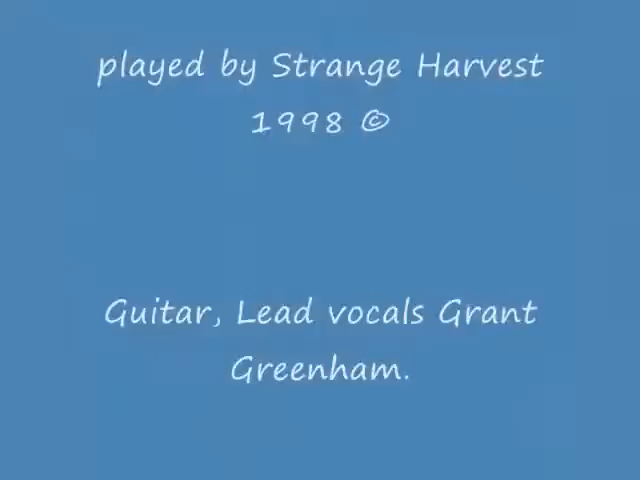 played by Strange Harvest
1998 ©
Guitar, Lead vocals Grant
Greenham.